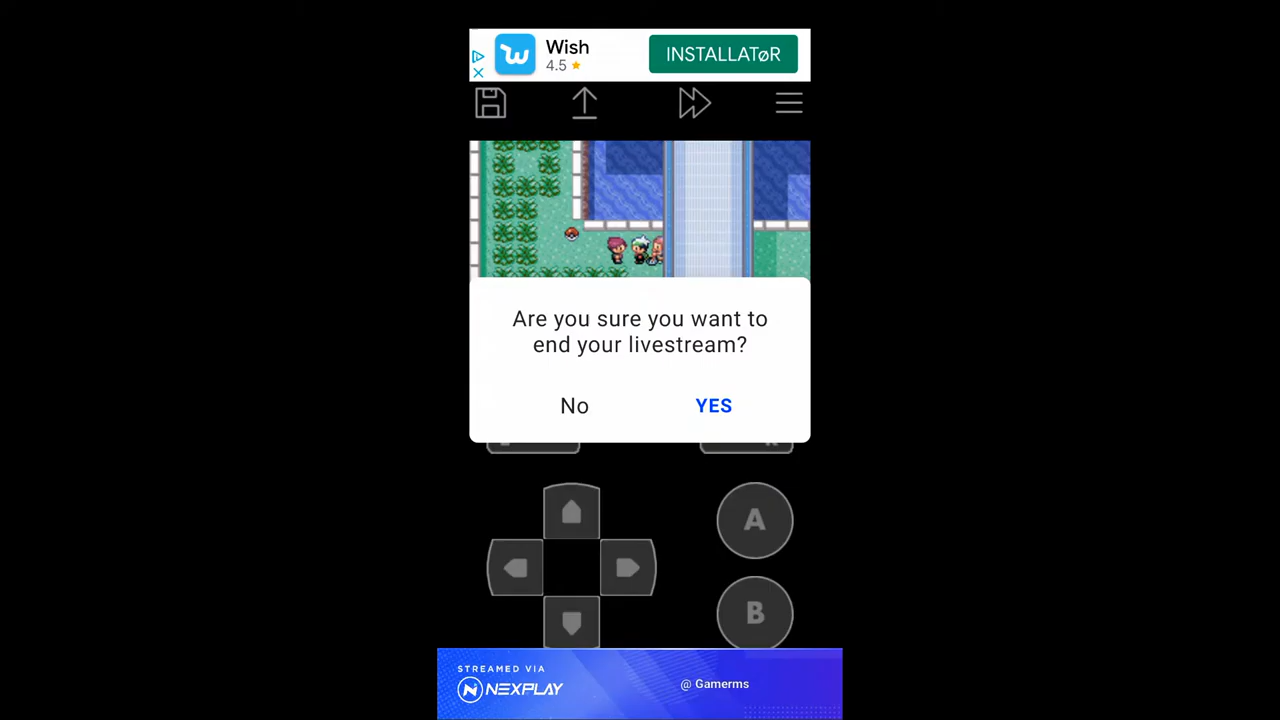 Wish
4.5
INSTALLATøR
Are you sure you want to
end your livestream?
No
YES
A
B
STREAMED VIA
NEXPLAY
@ Gamerms